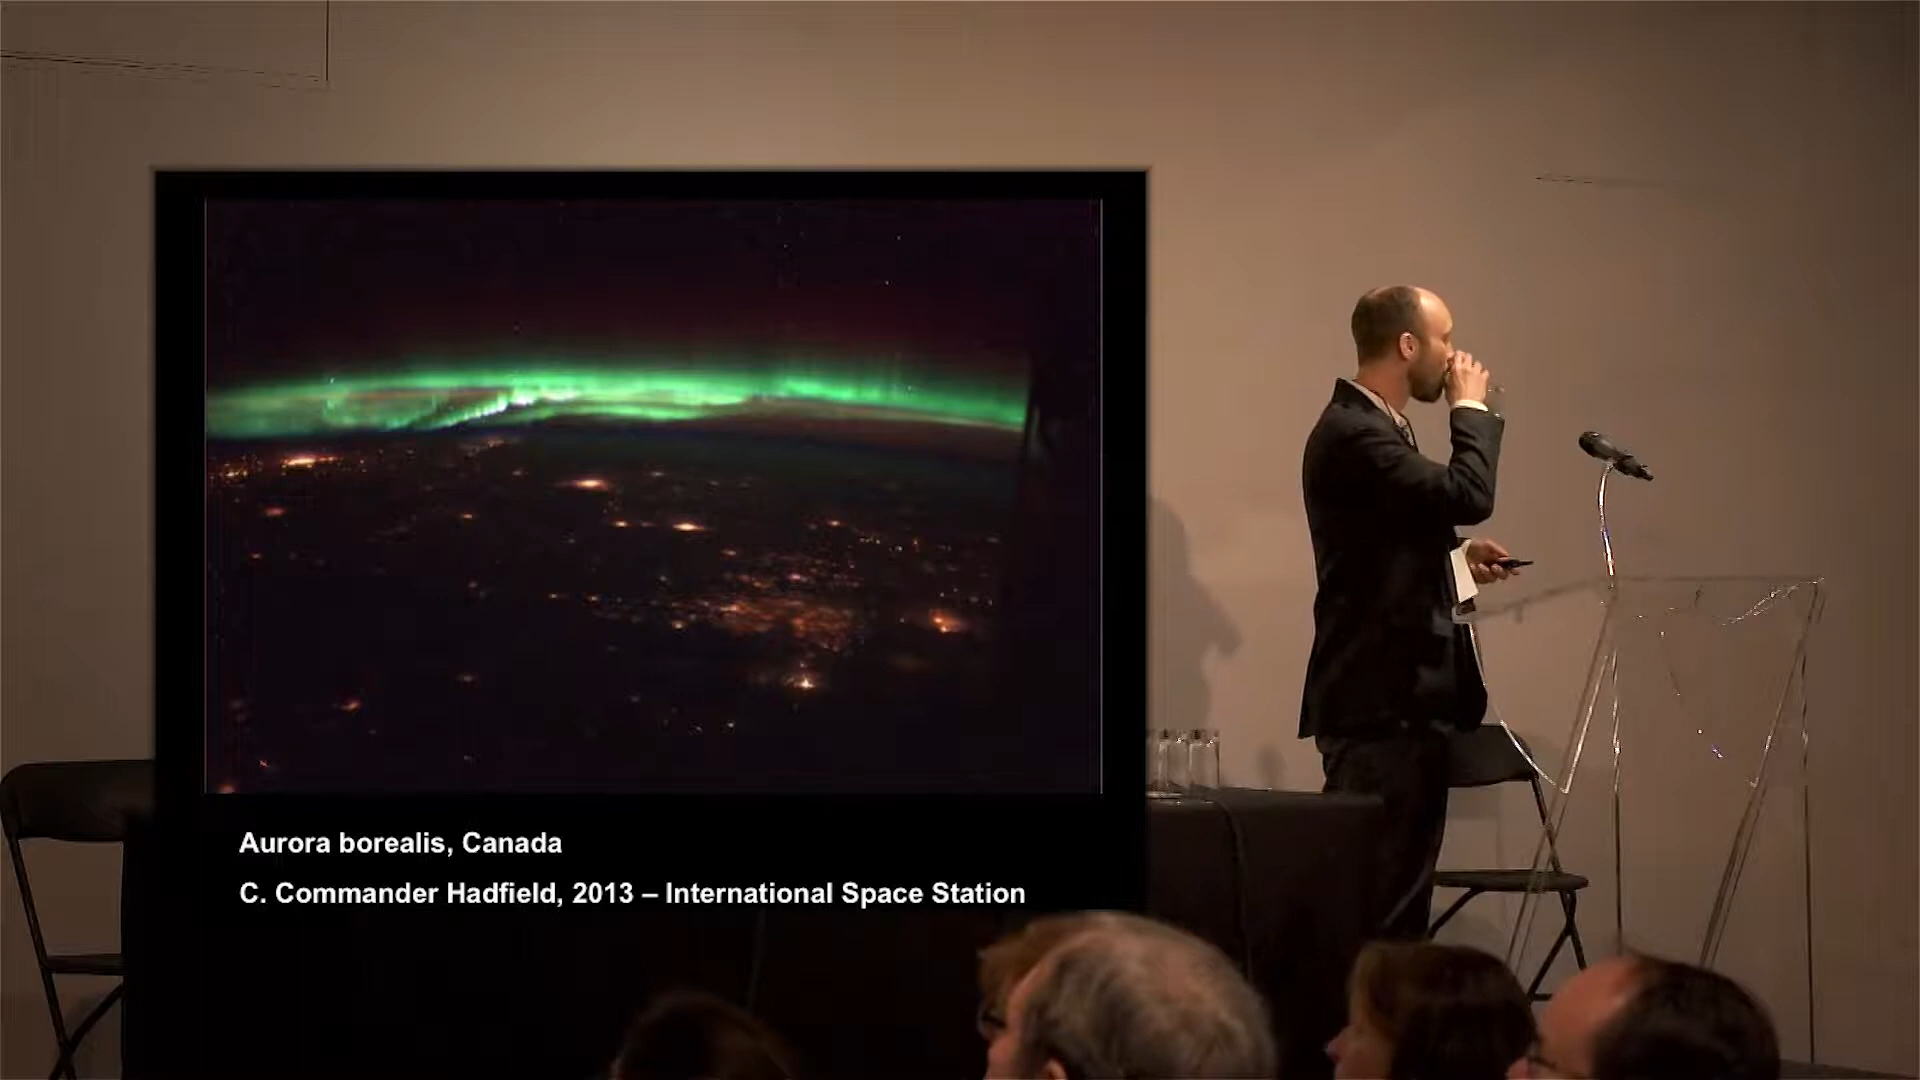 Aurora borealis, Canada
C. Commander Hadfield, 2013 – International Space Station